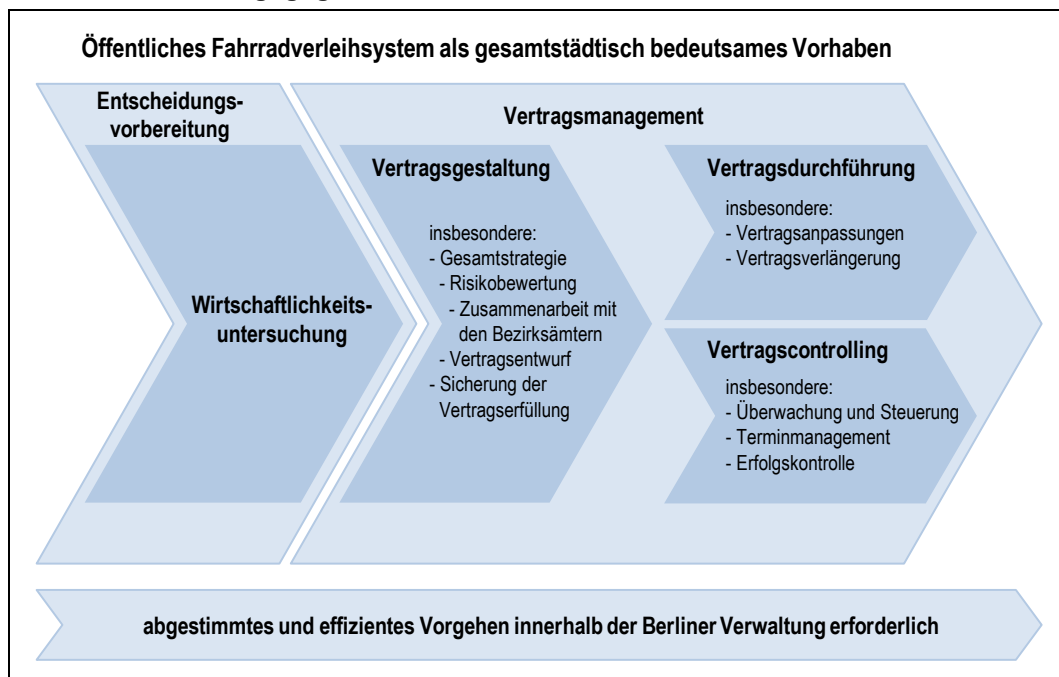 Öffentliches Fahrradverleihsystem als gesamtstädtisch bedeutsames Vorhaben
Entscheidungs-
vorbereitung
Wirtschaftlichkeits-
untersuchung
Vertragsmanagement
Vertragsgestaltung
insbesondere:
- Gesamtstrategie
- Risikobewertung
- Zusammenarbeit mit
den Bezirksämtern
- Vertragsentwurf
- Sicherung der
Vertragserfüllung
Vertragsdurchführung
insbesondere:
- Vertragsanpassungen
- Vertragsverlängerung
Vertragscontrolling
insbesondere:
- Überwachung und Steuerung
- Terminmanagement
- Erfolgskontrolle
abgestimmtes und effizientes Vorgehen innerhalb der Berliner Verwaltung erforderlich